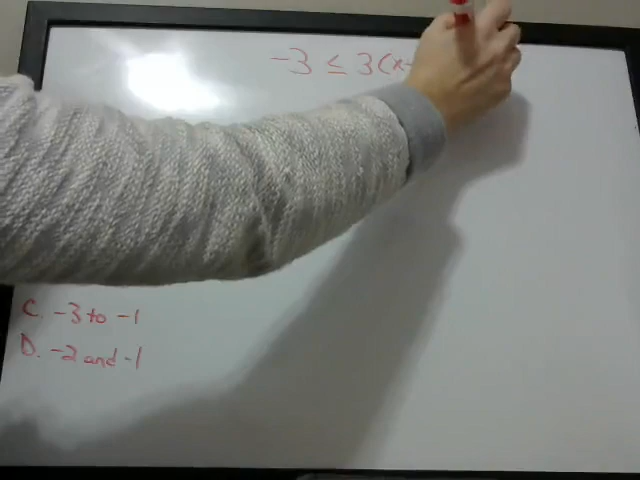 -3 ≤ 3(x-
C. -3 to -1
D. -2 and -1